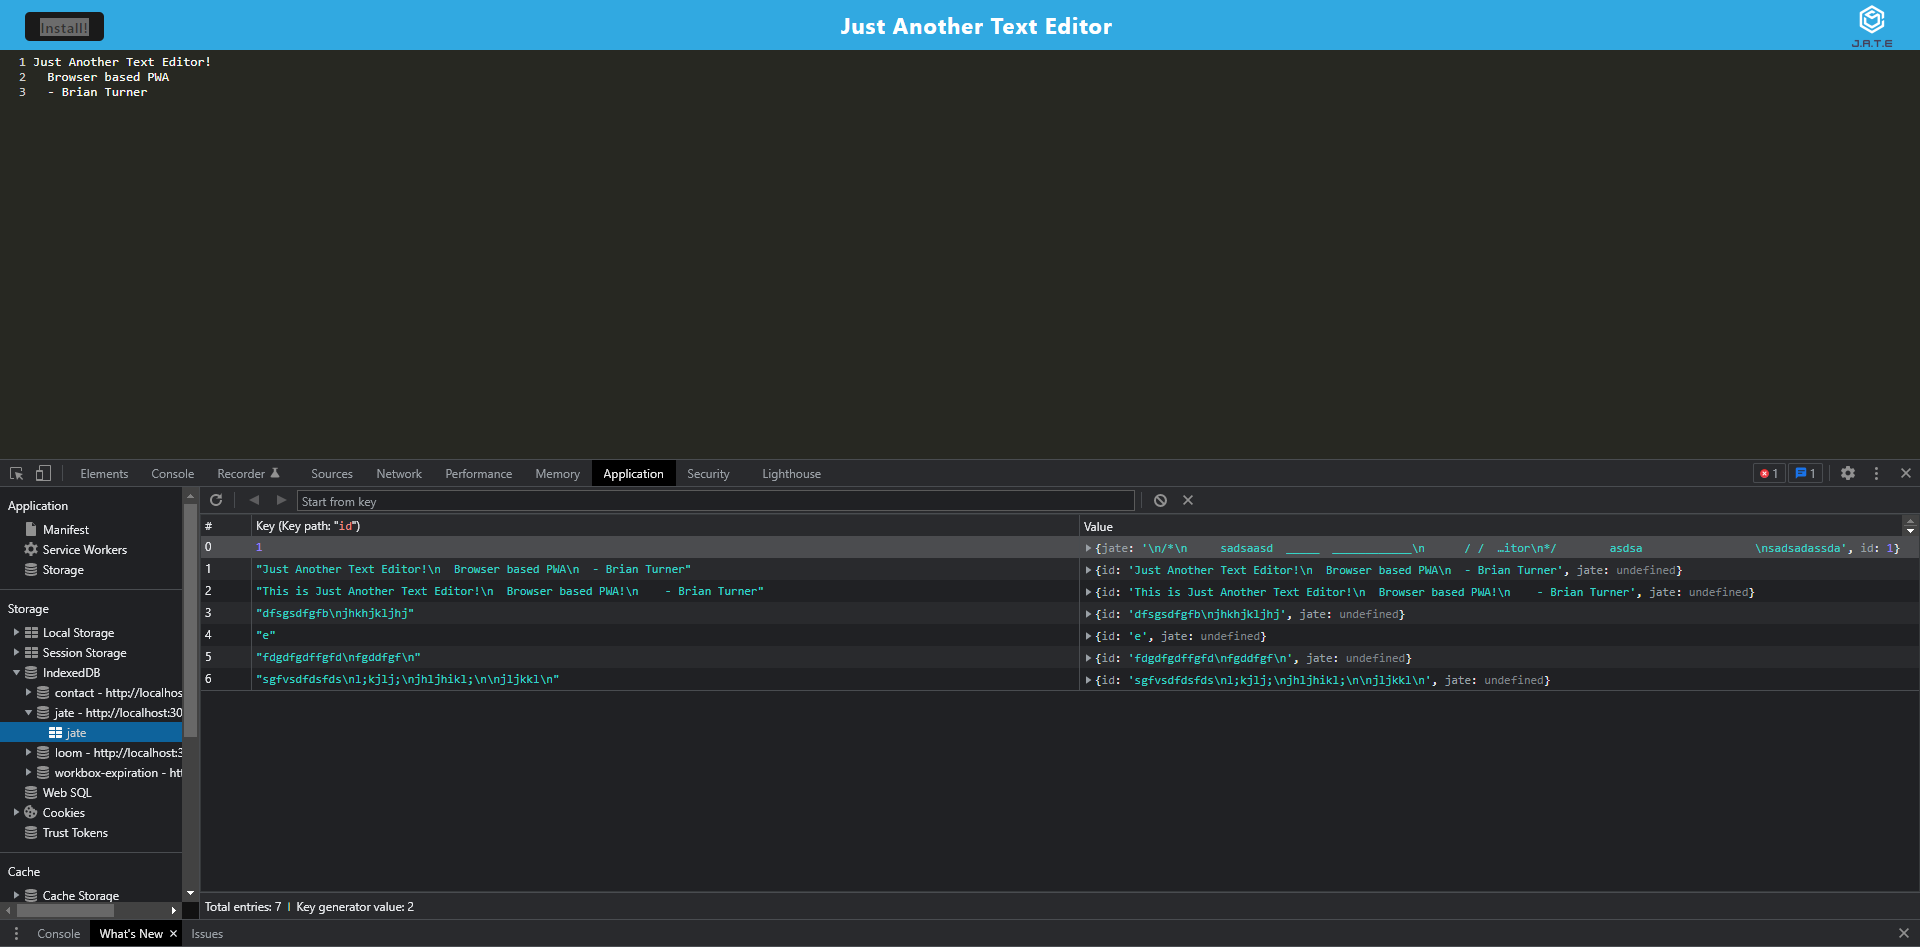 Install!
Just Another Text Editor
J.A.T.E
1 Just Another Text Editor!
2   Browser based PWA
3   - Brian Turner
Elements Console Recorder Sources Network Performance Memory Application Security Lighthouse 1 1
Application
Manifest
Service Workers
Storage
Storage
Local Storage
Session Storage
IndexedDB
contact - http://localhos
jate - http://localhost:30
jate
loom - http://localhost:3
workbox-expiration - htt
Web SQL
Cookies
Trust Tokens
Cache
Cache Storage
Start from key
# Key (Key path: "id") Value
0 1 {jate: '\n/*\n     sadsaasd  _____  ____________\n      / /  …itor\n*/        asdsa                 \nsadsadassda', id: 1}
1 "Just Another Text Editor!\n  Browser based PWA\n  - Brian Turner" {id: 'Just Another Text Editor!\n  Browser based PWA\n  - Brian Turner', jate: undefined}
2 "This is Just Another Text Editor!\n  Browser based PWA!\n    - Brian Turner" {id: 'This is Just Another Text Editor!\n  Browser based PWA!\n    - Brian Turner', jate: undefined}
3 "dfsgsdfgfb\njhkhjkljhj" {id: 'dfsgsdfgfb\njhkhjkljhj', jate: undefined}
4 "e" {id: 'e', jate: undefined}
5 "fdgdfgdffgfd\nfgddfgf\n" {id: 'fdgdfgdffgfd\nfgddfgf\n', jate: undefined}
6 "sgfvsdfdsfds\nl;kjlj;\njhljhikl;\n\njljkkl\n" {id: 'sgfvsdfdsfds\nl;kjlj;\njhljhikl;\n\njljkkl\n', jate: undefined}
Total entries: 7 Key generator value: 2
Console What's New Issues